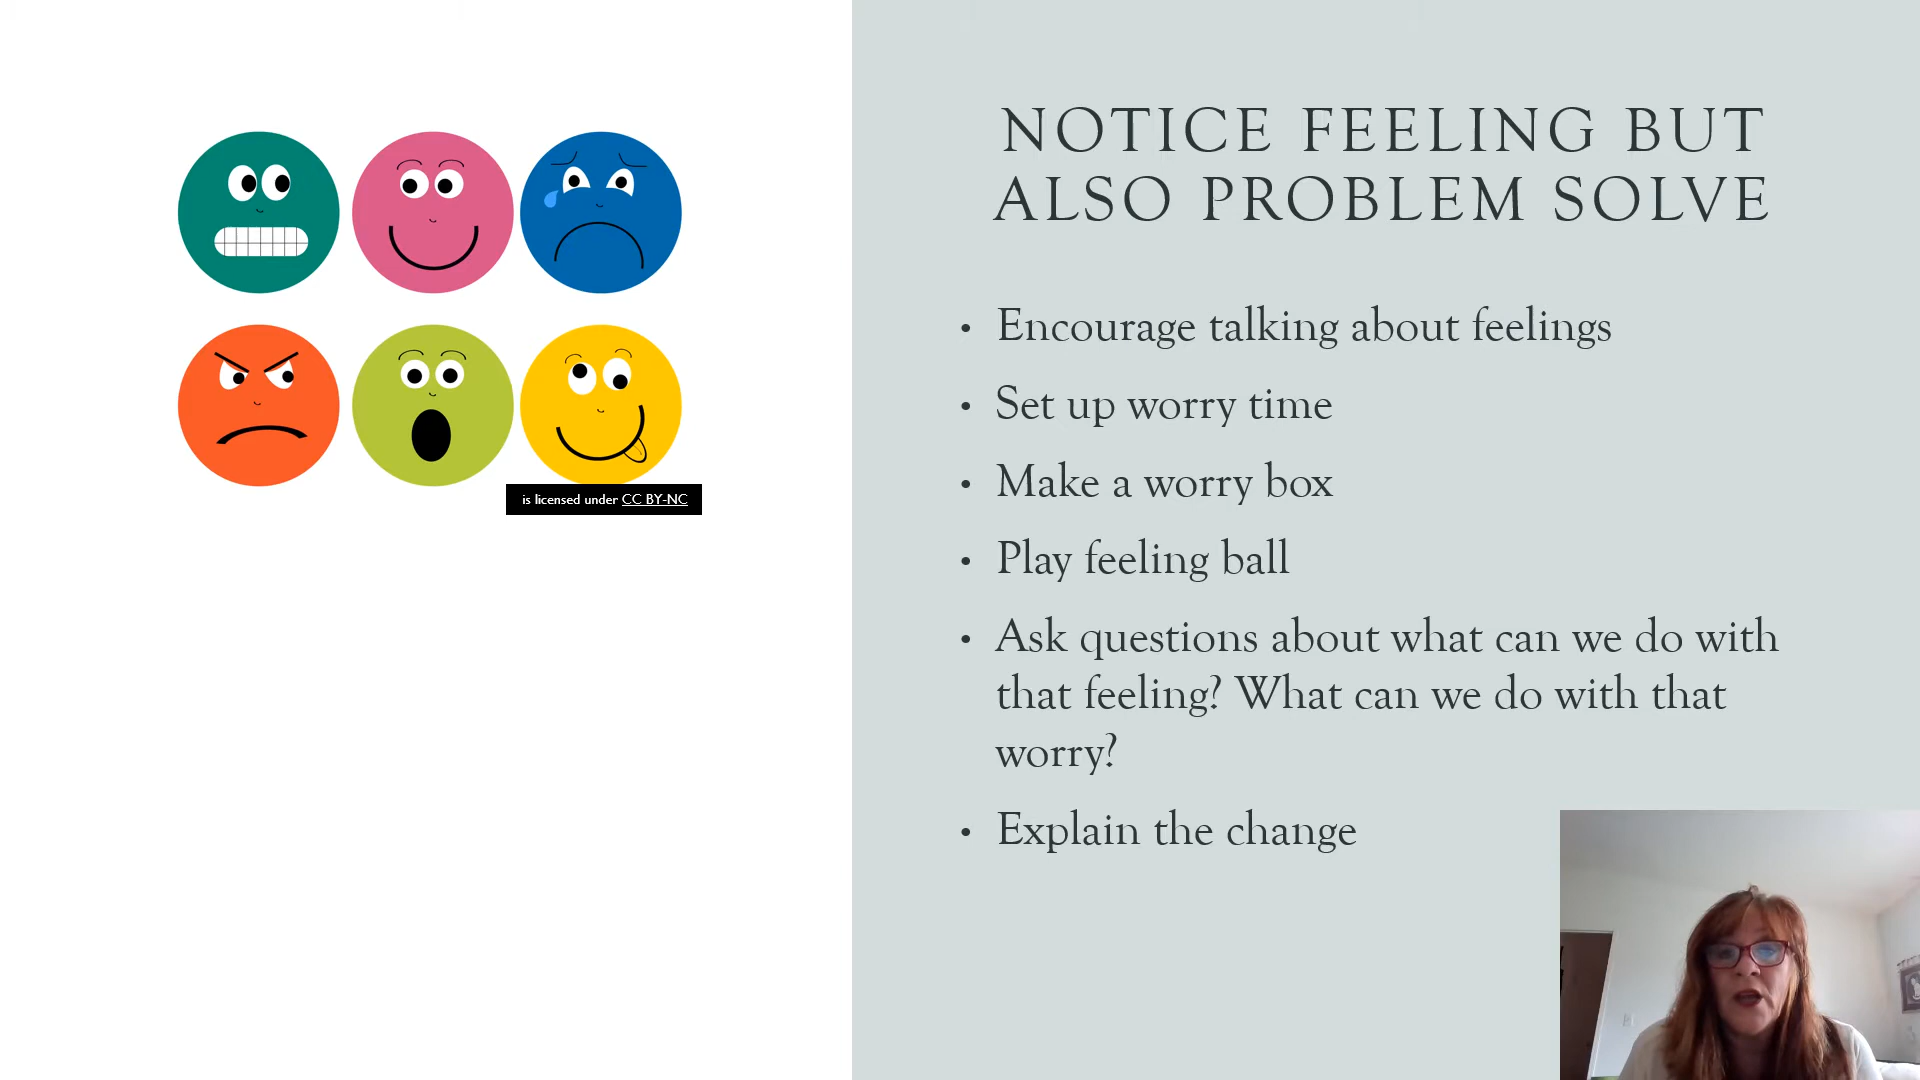 NOTICE FEELING BUT
ALSO PROBLEM SOLVE
• Encourage talking about feelings
• Set up worry time
• Make a worry box
• Play feeling ball
• Ask questions about what can we do with
that feeling? What can we do with that
worry?
• Explain the change
is licensed under CC BY-NC